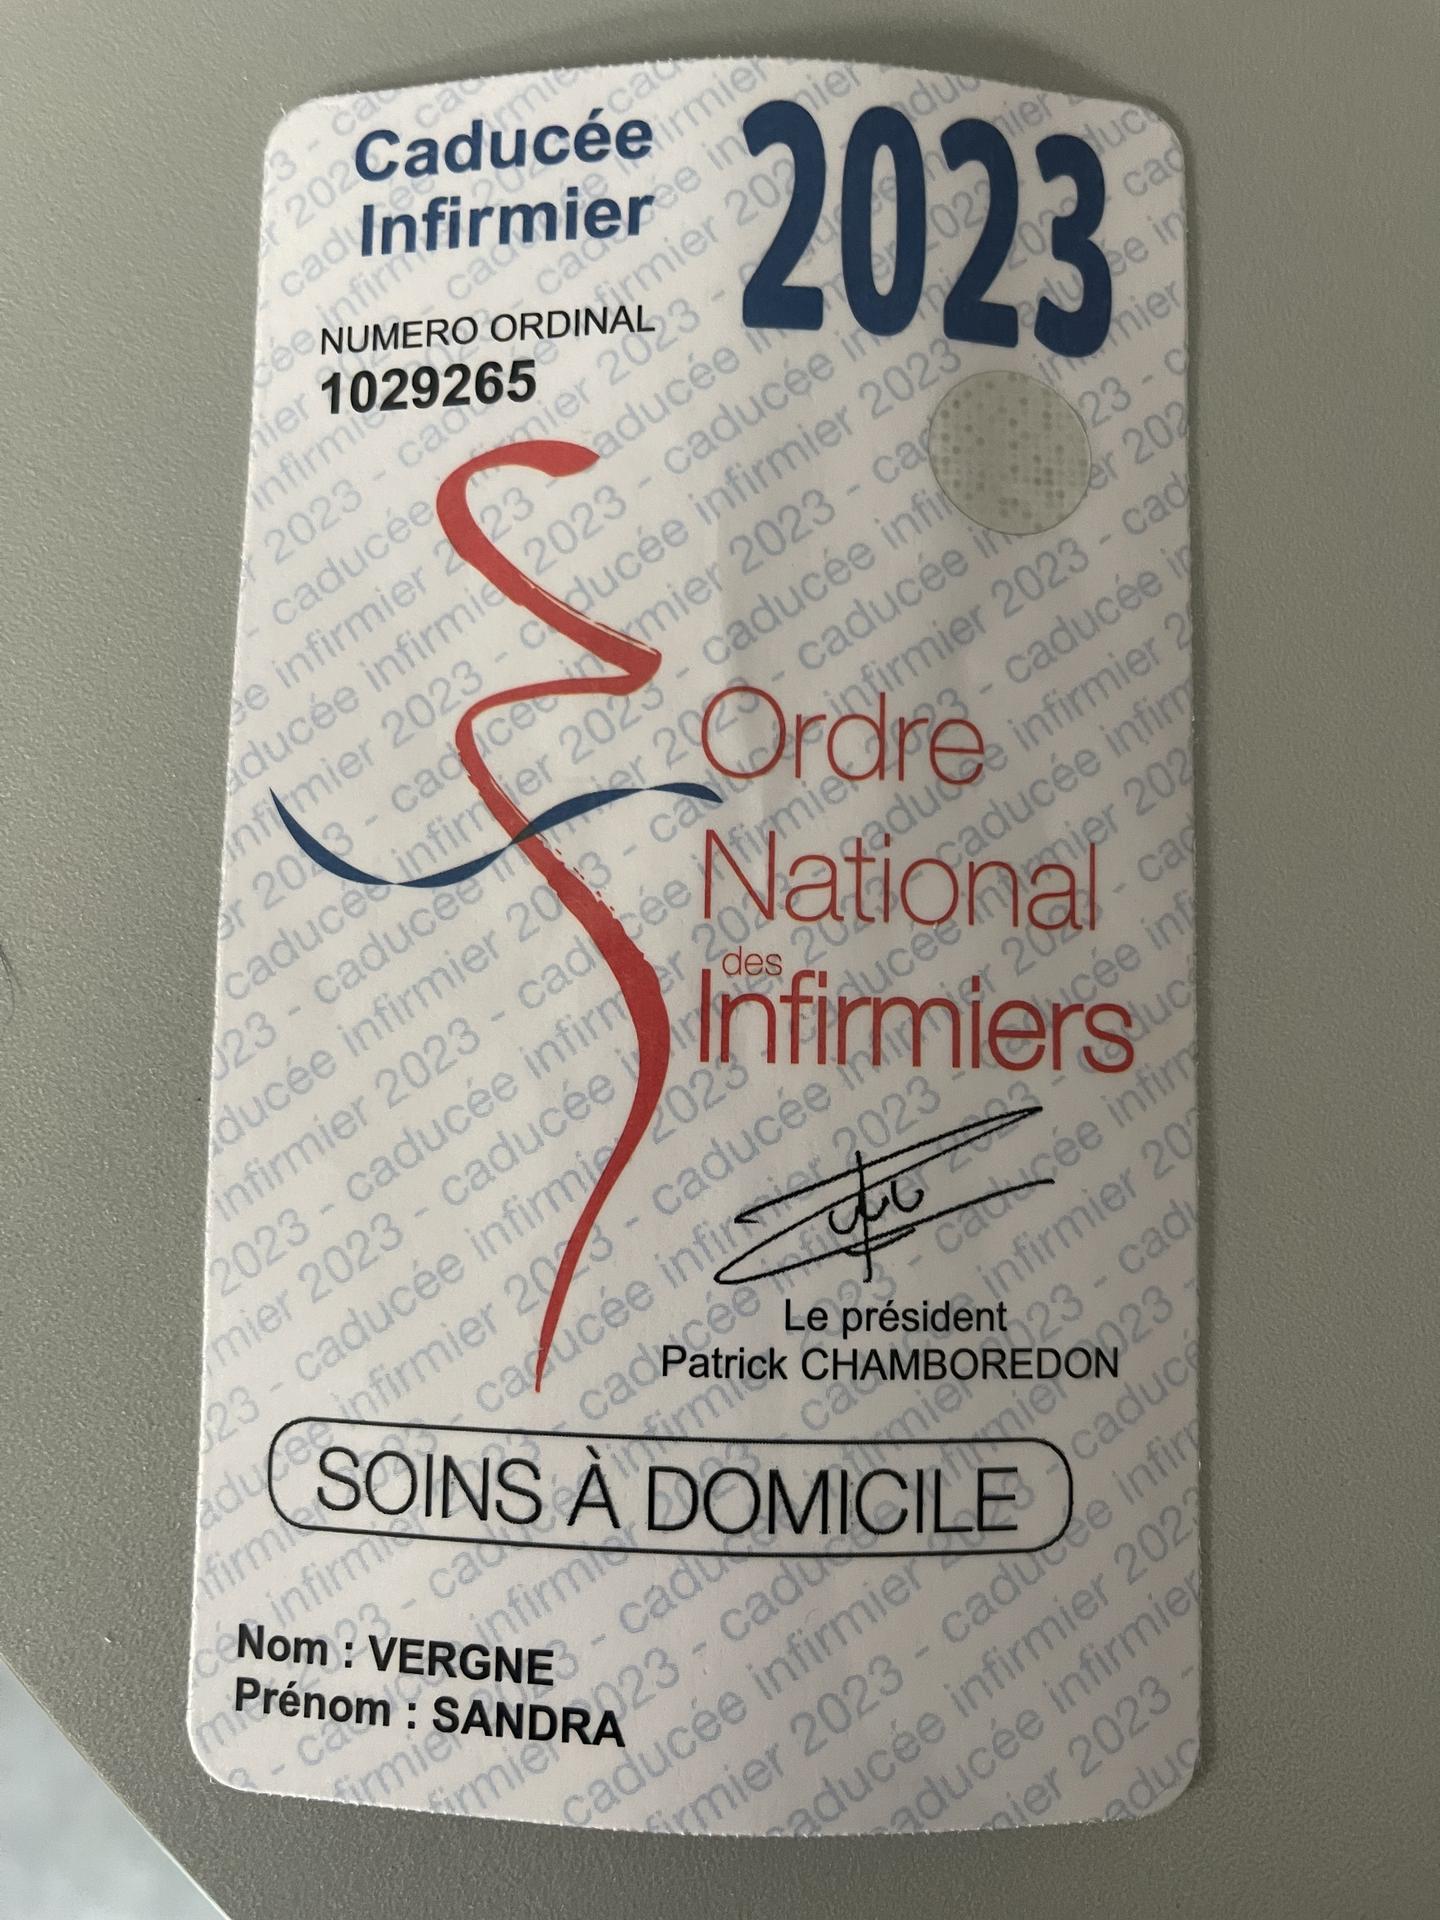 Caducée
Infirmier
2023
NUMERO ORDINAL
1029265
Ordre
National
des
Infirmiers
Le président
Patrick CHAMBOREDON
SOINS À DOMICILE
Nom : VERGNE
Prénom : SANDRA